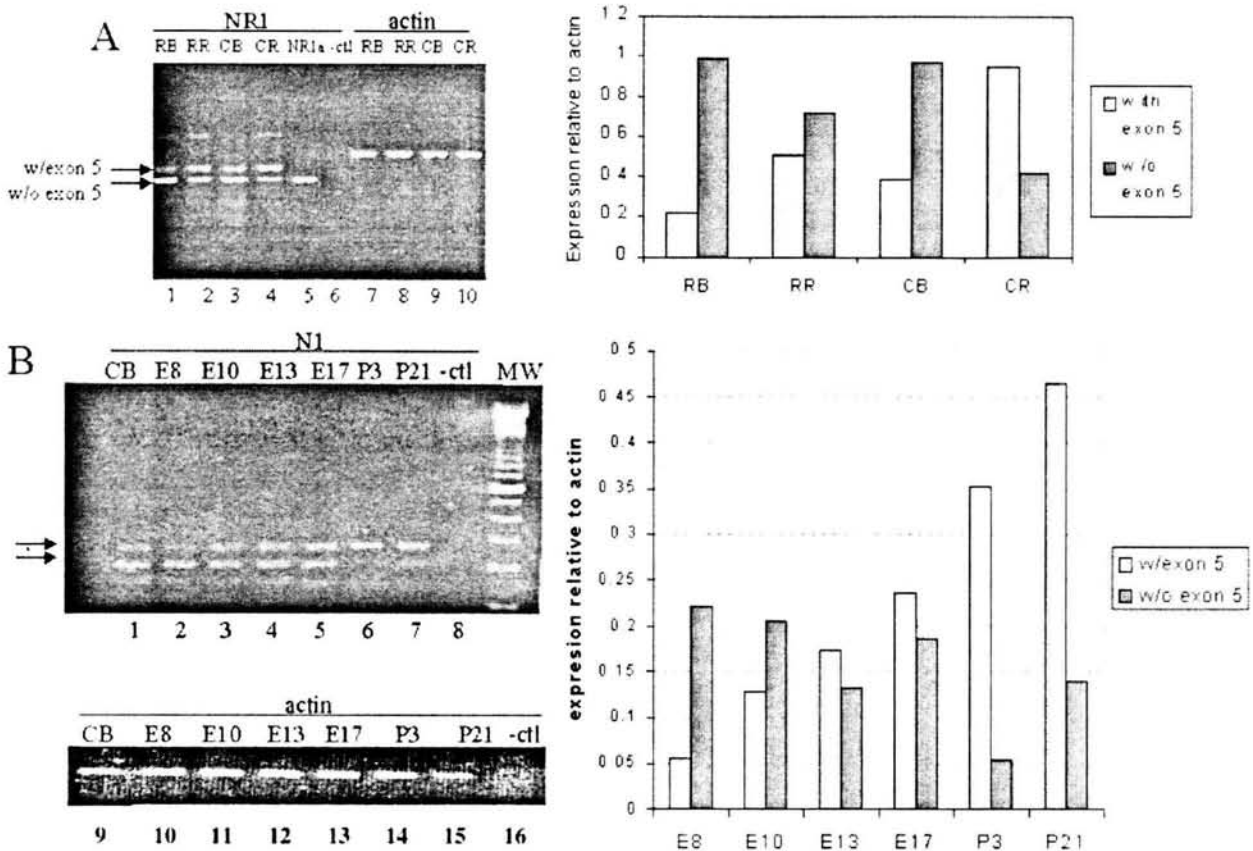 A
NR1 actin
RB RR CB CR NR1a -ctl RB RR CB CR
w/exon 5
w/o exon 5
1 2 3 4 5 6 7 8 9 10
Expression relative to actin
1 2
1
0 8
0 6
0 4
0 2
0
RB RR CB CR
with
exon 5
w/o
exon 5
B
N1
CB E8 E10 E13 E17 P3 P21 -ctl MW
1 2 3 4 5 6 7 8
actin
CB E8 E10 E13 E17 P3 P21 -ctl
9 10 11 12 13 14 15 16
expresion relative to actin
0 5
0.45
0 4
0 35
0 3
0.25
0 2
0 15
0 1
0 05
0
E8 E10 E13 E17 P3 P21
w/exon 5
w/o exon 5